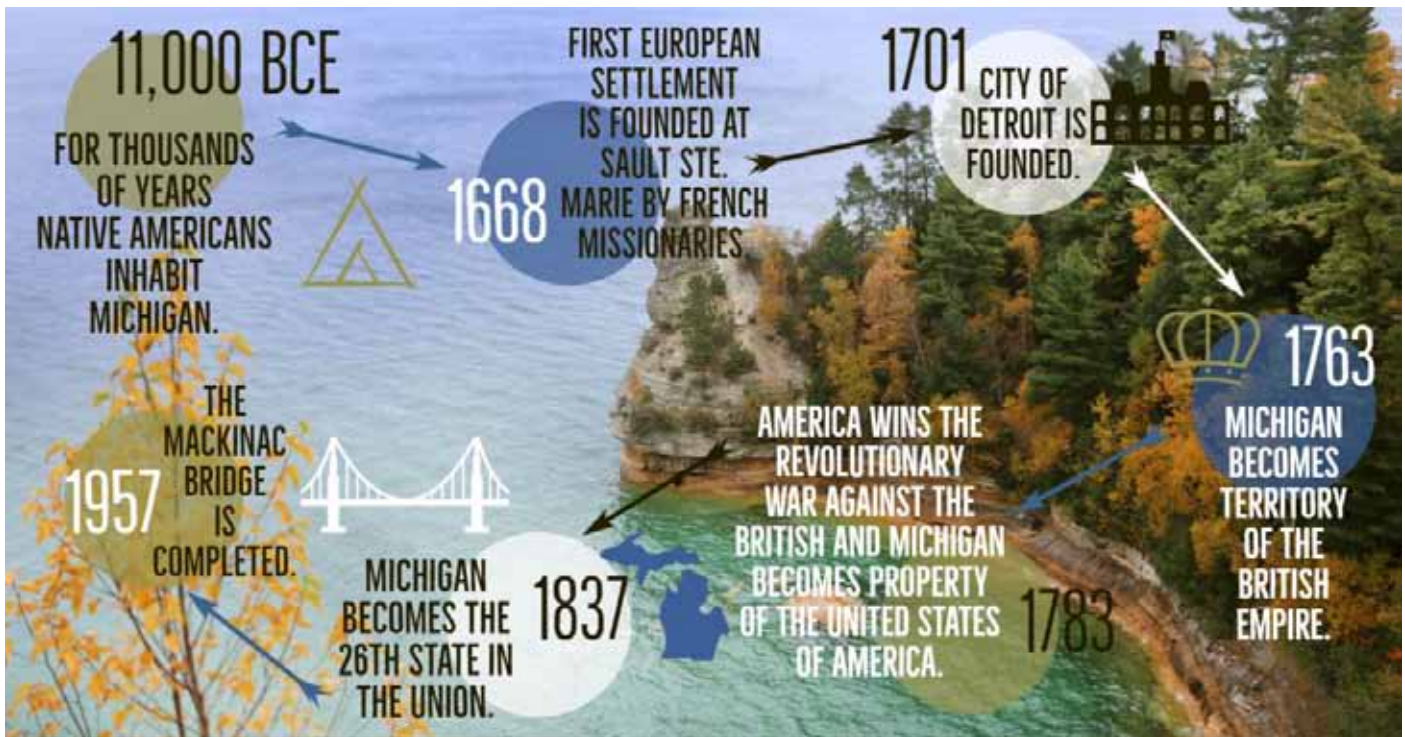 11,000 BCE
FOR THOUSANDS
OF YEARS
NATIVE AMERICANS
INHABIT
MICHIGAN.
1668
FIRST EUROPEAN
SETTLEMENT
IS FOUNDED AT
SAULT STE.
MARIE BY FRENCH
MISSIONARIES.
1701
CITY OF
DETROIT IS
FOUNDED.
1763
MICHIGAN
BECOMES
TERRITORY
OF THE
BRITISH
EMPIRE.
AMERICA WINS THE
REVOLUTIONARY
WAR AGAINST THE
BRITISH AND MICHIGAN
BECOMES PROPERTY
OF THE UNITED STATES
OF AMERICA.
1783
1837
MICHIGAN
BECOMES THE
26TH STATE IN
THE UNION.
1957
THE
MACKINAC
BRIDGE
IS
COMPLETED.